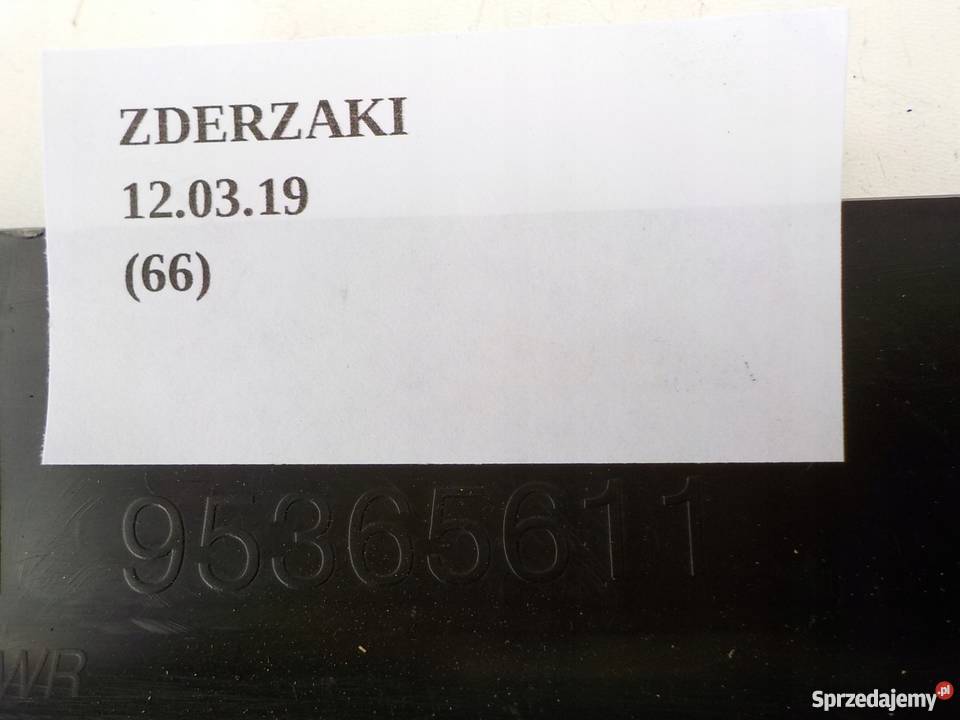 ZDERZAKI
12.03.19
(66)
95365611
WR
Sprzedajemy.pl